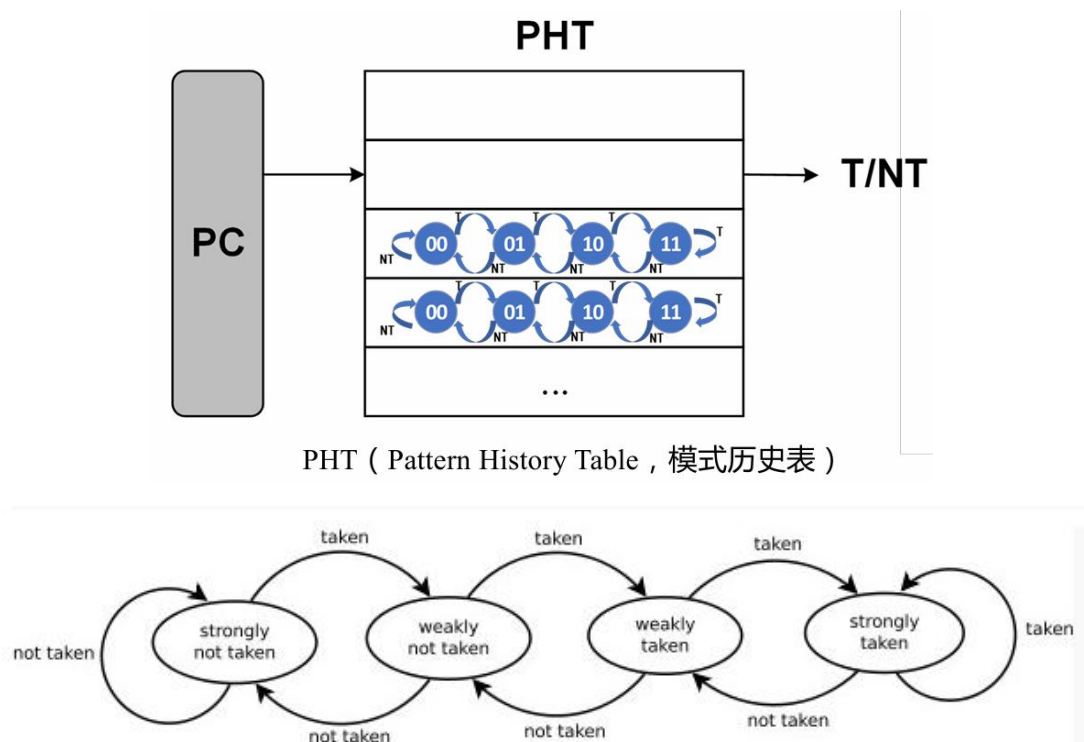 PHT
PC
T/NT
T T T
00 01 10 11 T
NT NT NT NT
T T T
00 01 10 11 T
NT NT NT NT
...
PHT（Pattern History Table，模式历史表）
taken taken taken
strongly not taken
weakly not taken
weakly taken
strongly taken
not taken
taken
not taken not taken not taken